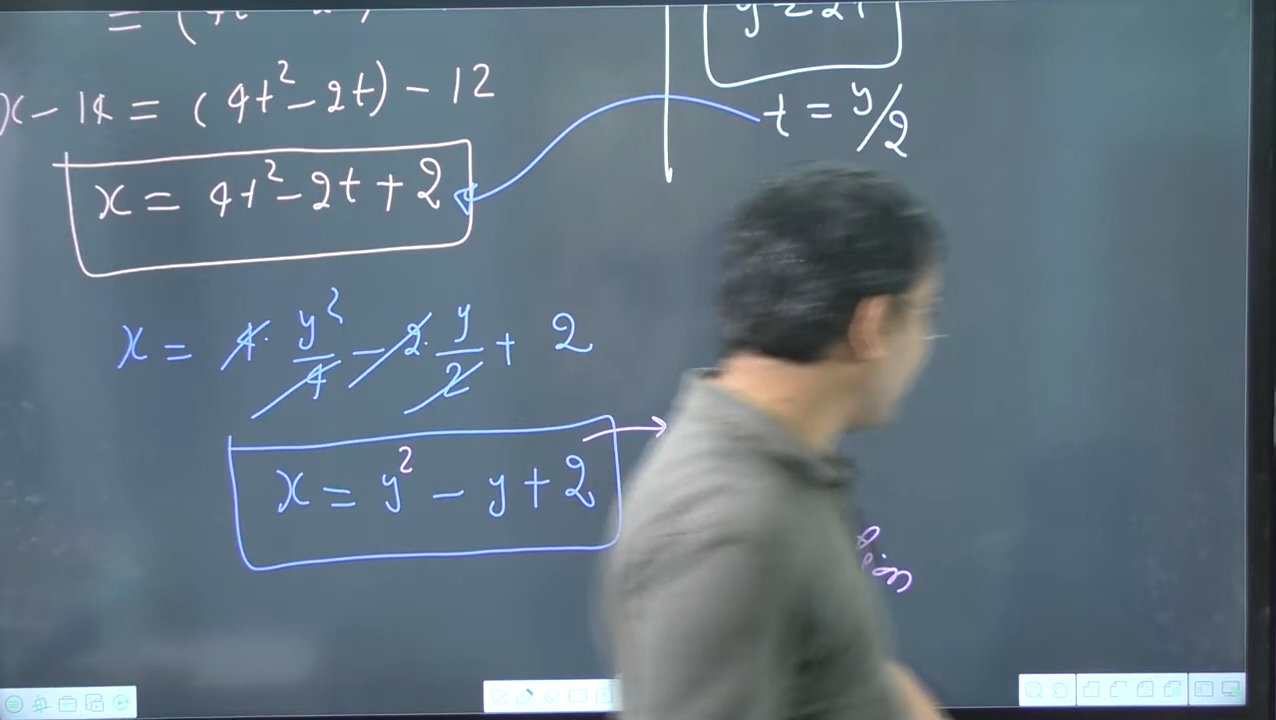 x - 14 = (4t² - 2t) - 12
x = 4t² - 2t + 2
y = 2t
t = y/2
x = 4 · y²/4 - 2 · y/2 + 2
x = y² - y + 2